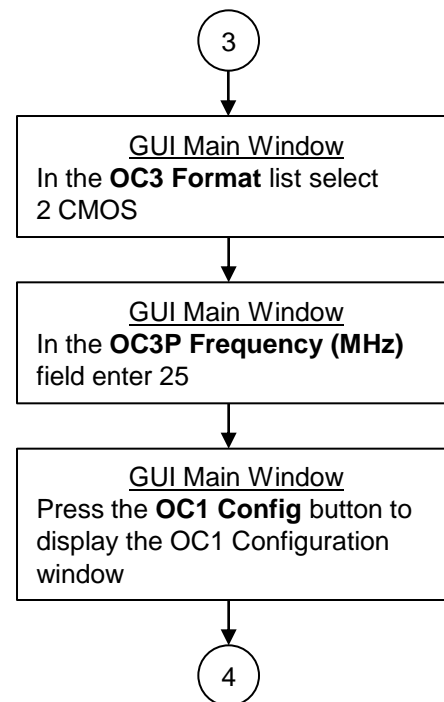 3
GUI Main Window
In the OC3 Format list select
2 CMOS
GUI Main Window
In the OC3P Frequency (MHz)
field enter 25
GUI Main Window
Press the OC1 Config button to
display the OC1 Configuration
window
4